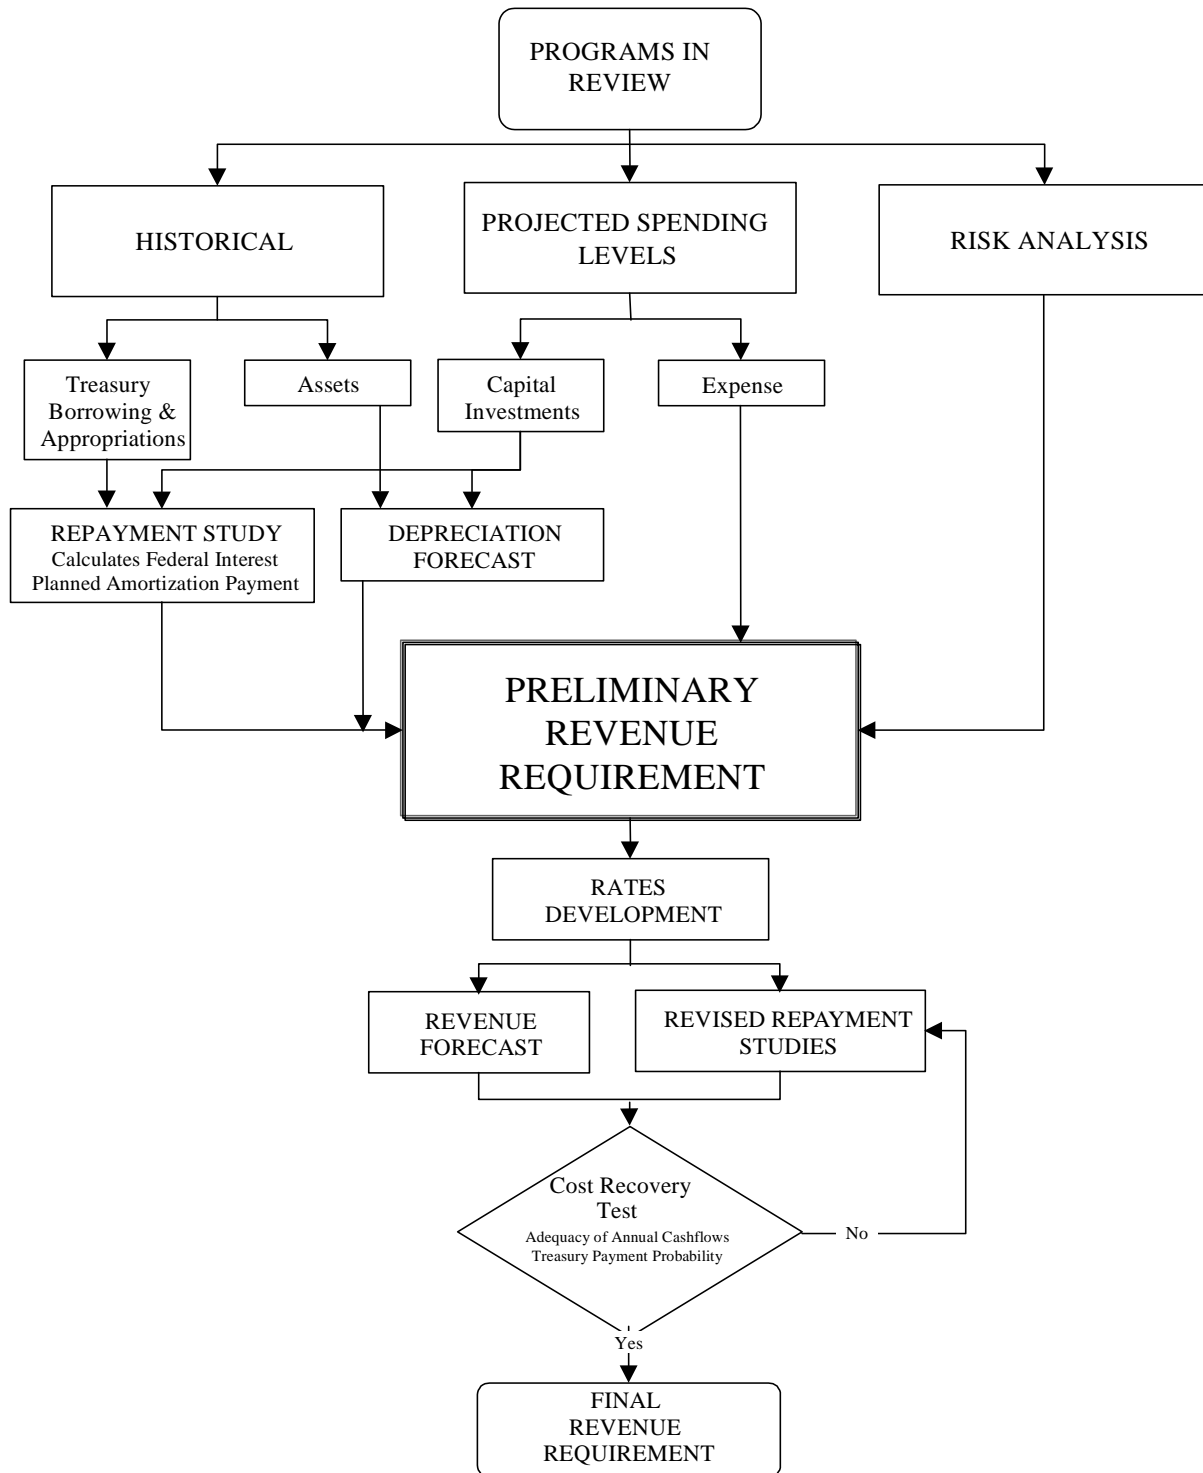 PROGRAMS IN
REVIEW
HISTORICAL
PROJECTED SPENDING
LEVELS
RISK ANALYSIS
Treasury
Borrowing &
Appropriations
Assets
Capital
Investments
Expense
REPAYMENT STUDY
Calculates Federal Interest
Planned Amortization Payment
DEPRECIATION
FORECAST
PRELIMINARY
REVENUE
REQUIREMENT
RATES
DEVELOPMENT
REVENUE
FORECAST
REVISED REPAYMENT
STUDIES
Cost Recovery
Test
Adequacy of Annual Cashflows
Treasury Payment Probability
No
Yes
FINAL
REVENUE
REQUIREMENT